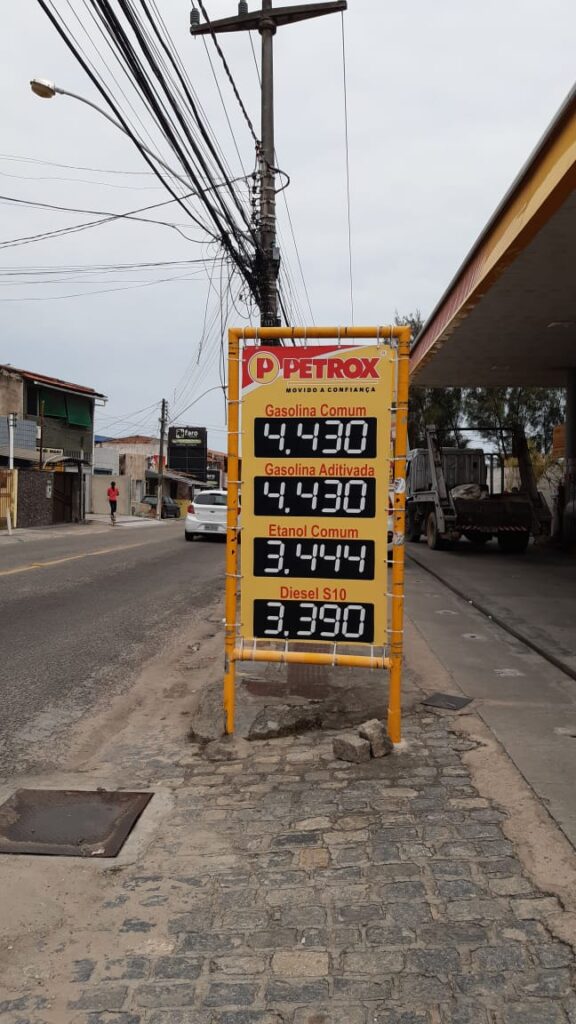 P PETROX
MOVIDO A CONFIANÇA
Gasolina Comum
4.430
Gasolina Aditivada
4.430
Etanol Comum
3.444
Diesel S10
3.390
faro